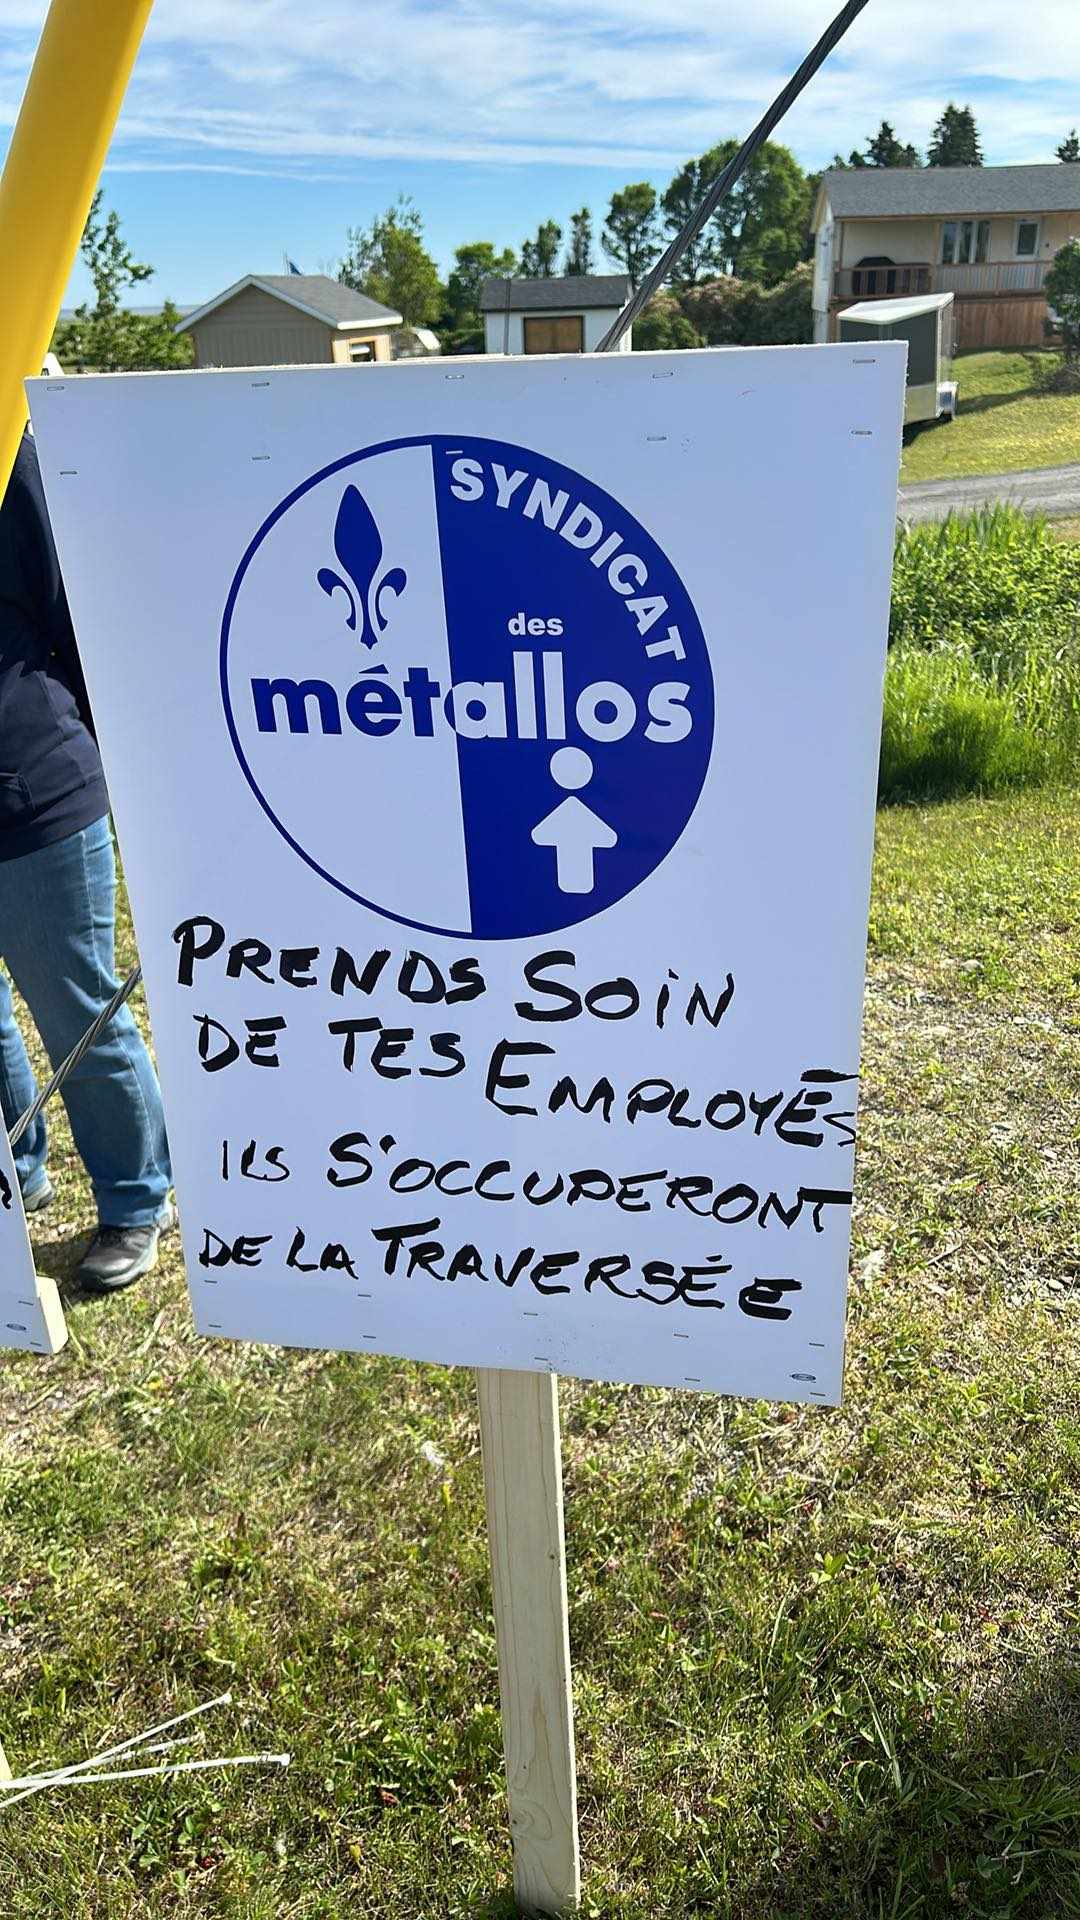 SYNDICAT
des
métallos
PRENDS SOIN
DE TES EMPLOYÉS
ILS S'OCCUPERONT
DE LA TRAVERSÉE